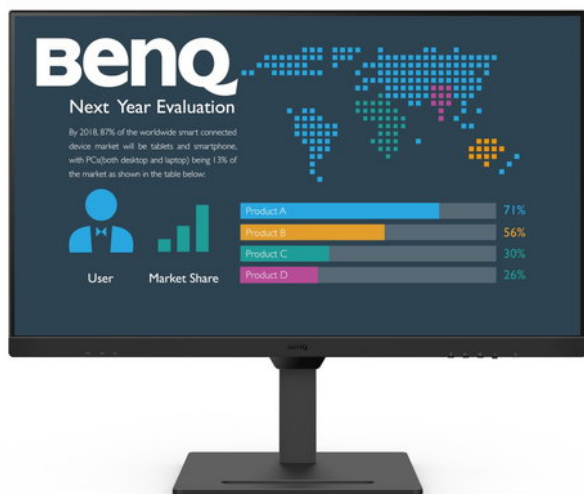 BenQ
Next Year Evaluation
By 2018, 87% of the worldwide smart connected
device market will be tablets and smartphone,
with PCs(both desktop and laptop) being 13% of
the market as shown in the table below:
User
Market Share
Product A 71%
Product B 56%
Product C 30%
Product D 26%
BenQ